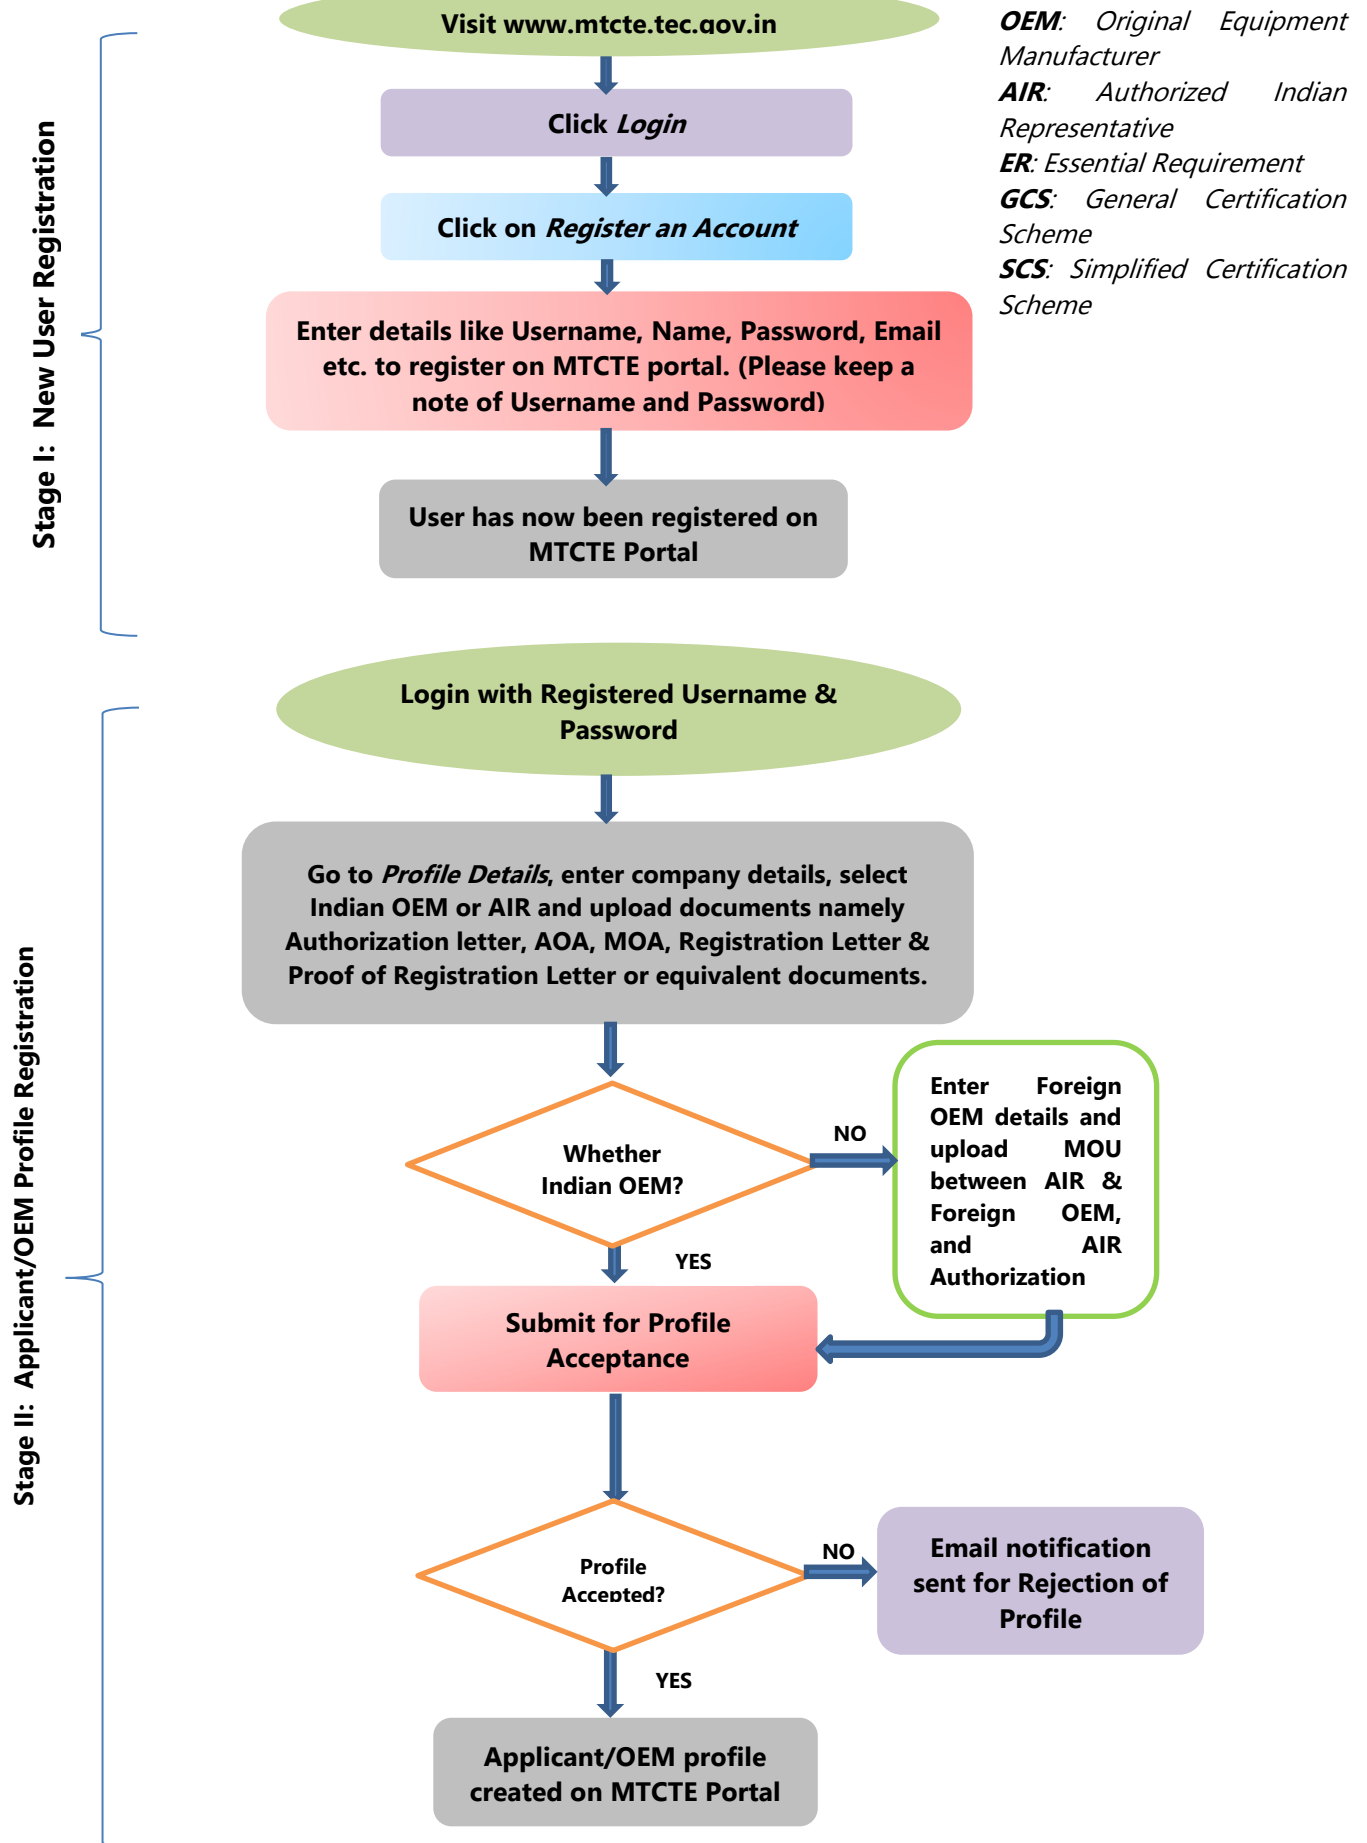 Visit www.mtcte.tec.gov.in
OEM: Original Equipment
Manufacturer
AIR: Authorized Indian
Representative
ER: Essential Requirement
GCS: General Certification
Scheme
SCS: Simplified Certification
Scheme
Stage I: New User Registration
Click Login
Click on Register an Account
Enter details like Username, Name, Password, Email
etc. to register on MTCTE portal. (Please keep a
note of Username and Password)
User has now been registered on
MTCTE Portal
Stage II: Applicant/OEM Profile Registration
Login with Registered Username &
Password
Go to Profile Details, enter company details, select
Indian OEM or AIR and upload documents namely
Authorization letter, AOA, MOA, Registration Letter &
Proof of Registration Letter or equivalent documents.
Whether
Indian OEM?
NO
Enter Foreign
OEM details and
upload MOU
between AIR &
Foreign OEM,
and AIR
Authorization
YES
Submit for Profile
Acceptance
Profile
Accepted?
NO
Email notification
sent for Rejection of
Profile
YES
Applicant/OEM profile
created on MTCTE Portal